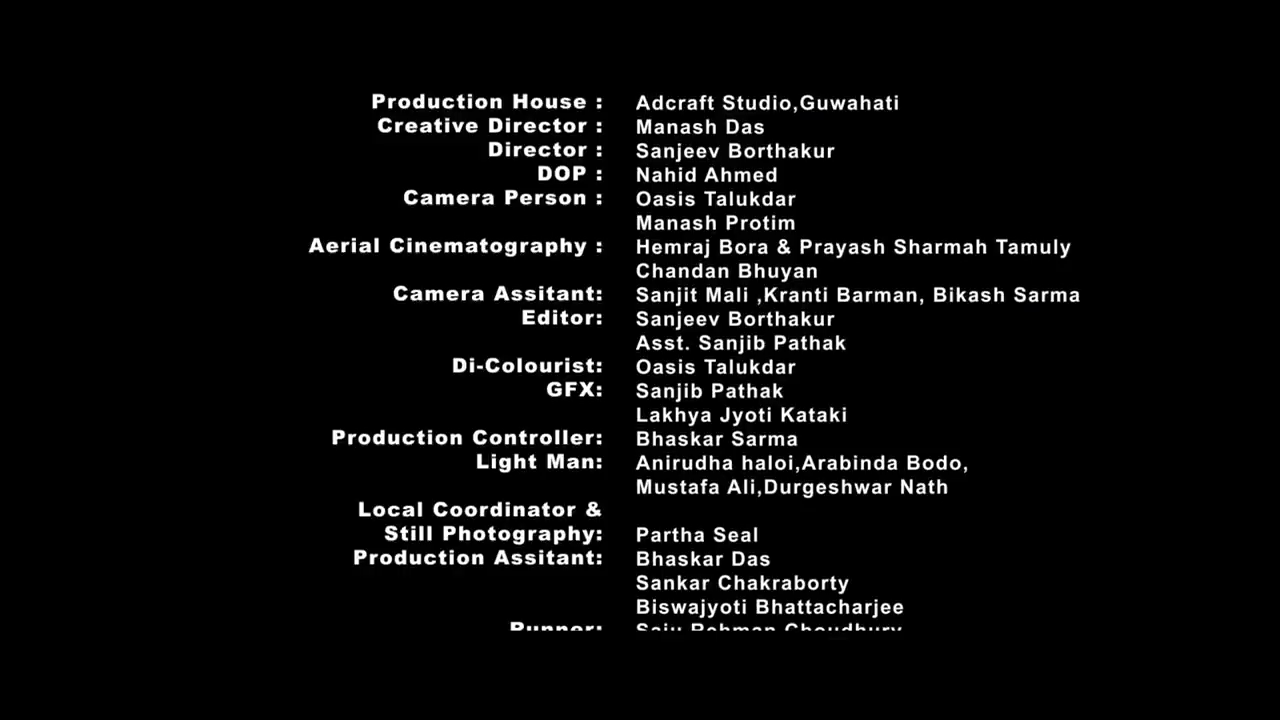 Production House : Adcraft Studio,Guwahati
Creative Director : Manash Das
Director : Sanjeev Borthakur
DOP : Nahid Ahmed
Camera Person : Oasis Talukdar
Manash Protim
Aerial Cinematography : Hemraj Bora & Prayash Sharmah Tamuly
Chandan Bhuyan
Camera Assitant: Sanjit Mali ,Kranti Barman, Bikash Sarma
Editor: Sanjeev Borthakur
Asst. Sanjib Pathak
Di-Colourist: Oasis Talukdar
GFX: Sanjib Pathak
Lakhya Jyoti Kataki
Production Controller: Bhaskar Sarma
Light Man: Anirudha haloi,Arabinda Bodo,
Mustafa Ali,Durgeshwar Nath
Local Coordinator &
Still Photography: Partha Seal
Production Assitant: Bhaskar Das
Sankar Chakraborty
Biswajyoti Bhattacharjee
Runner: Rehman Choudhury